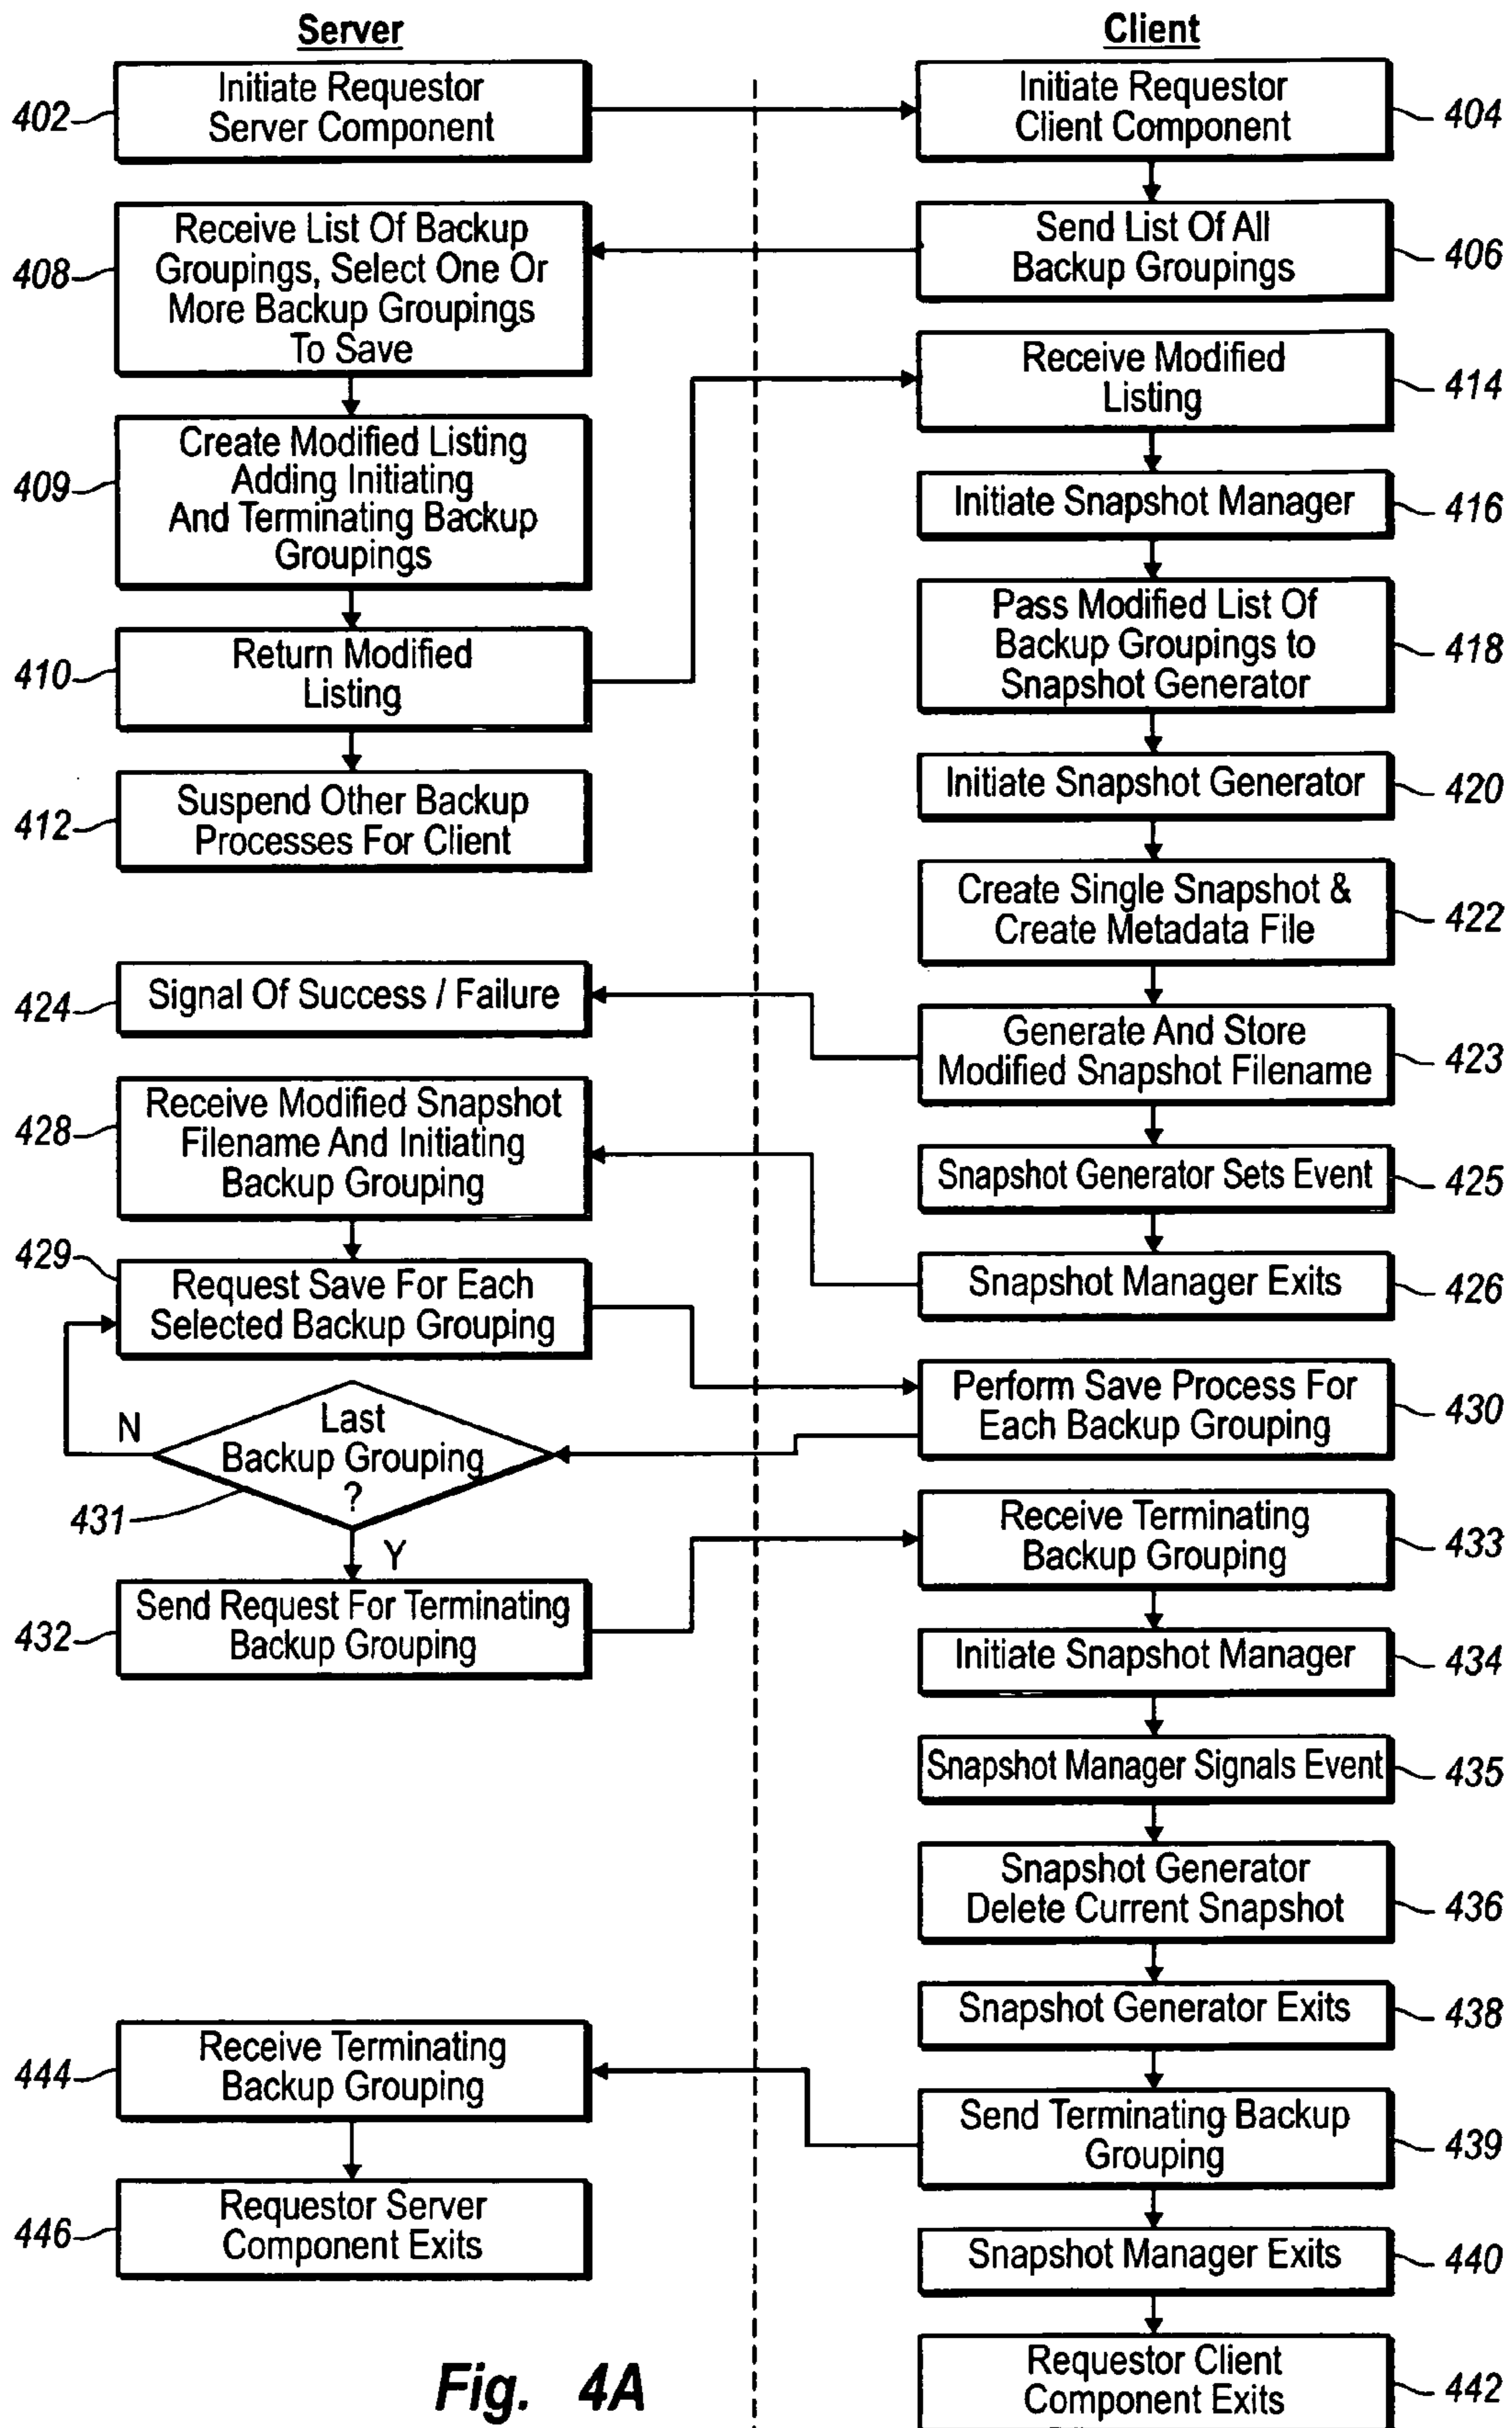 Server
Client
402
Initiate Requestor
Server Component
Initiate Requestor
Client Component
404
408
Receive List Of Backup
Groupings, Select One Or
More Backup Groupings
To Save
Send List Of All
Backup Groupings
406
Receive Modified
Listing
414
409
Create Modified Listing
Adding Initiating
And Terminating Backup
Groupings
Initiate Snapshot Manager
416
410
Return Modified
Listing
Pass Modified List Of
Backup Groupings to
Snapshot Generator
418
412
Suspend Other Backup
Processes For Client
Initiate Snapshot Generator
420
Create Single Snapshot &
Create Metadata File
422
424
Signal Of Success / Failure
Generate And Store
Modified Snapshot Filename
423
428
Receive Modified Snapshot
Filename And Initiating
Backup Grouping
Snapshot Generator Sets Event
425
429
Request Save For Each
Selected Backup Grouping
Snapshot Manager Exits
426
Perform Save Process For
Each Backup Grouping
430
N
Last
Backup Grouping
?
431
Y
Receive Terminating
Backup Grouping
433
432
Send Request For Terminating
Backup Grouping
Initiate Snapshot Manager
434
Snapshot Manager Signals Event
435
Snapshot Generator
Delete Current Snapshot
436
Snapshot Generator Exits
438
444
Receive Terminating
Backup Grouping
Send Terminating Backup
Grouping
439
446
Requestor Server
Component Exits
Snapshot Manager Exits
440
Requestor Client
Component Exits
442
Fig. 4A